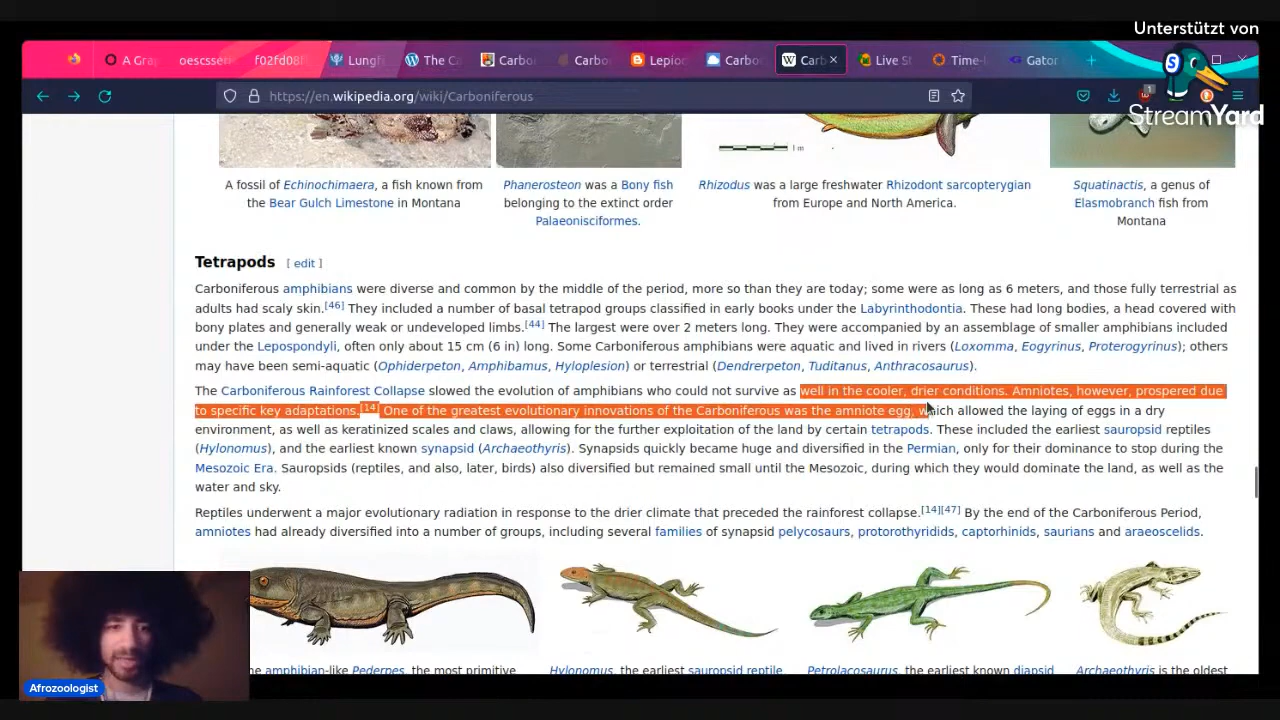 Unterstützt von
StreamYard
A Gra
oescsser
f02fd08f
Lungfi
The Ca
Carbo
Carbo
Lepio
Carbo
Carb
Live St
Time-l
Gator
https://en.wikipedia.org/wiki/Carboniferous
1 m
A fossil of Echinochimaera, a fish known from
the Bear Gulch Limestone in Montana
Phanerosteon was a Bony fish
belonging to the extinct order
Palaeonisciformes.
Rhizodus was a large freshwater Rhizodont sarcopterygian
from Europe and North America.
Squatinactis, a genus of
Elasmobranch fish from
Montana
Tetrapods [ edit ]
Carboniferous amphibians were diverse and common by the middle of the period, more so than they are today; some were as long as 6 meters, and those fully terrestrial as
adults had scaly skin.[46] They included a number of basal tetrapod groups classified in early books under the Labyrinthodontia. These had long bodies, a head covered with
bony plates and generally weak or undeveloped limbs.[44] The largest were over 2 meters long. They were accompanied by an assemblage of smaller amphibians included
under the Lepospondyli, often only about 15 cm (6 in) long. Some Carboniferous amphibians were aquatic and lived in rivers (Loxomma, Eogyrinus, Proterogyrinus); others
may have been semi-aquatic (Ophiderpeton, Amphibamus, Hyloplesion) or terrestrial (Dendrerpeton, Tuditanus, Anthracosaurus).
The Carboniferous Rainforest Collapse slowed the evolution of amphibians who could not survive as well in the cooler, drier conditions. Amniotes, however, prospered due
to specific key adaptations.[14] One of the greatest evolutionary innovations of the Carboniferous was the amniote egg, which allowed the laying of eggs in a dry
environment, as well as keratinized scales and claws, allowing for the further exploitation of the land by certain tetrapods. These included the earliest sauropsid reptiles
(Hylonomus), and the earliest known synapsid (Archaeothyris). Synapsids quickly became huge and diversified in the Permian, only for their dominance to stop during the
Mesozoic Era. Sauropsids (reptiles, and also, later, birds) also diversified but remained small until the Mesozoic, during which they would dominate the land, as well as the
water and sky.
Reptiles underwent a major evolutionary radiation in response to the drier climate that preceded the rainforest collapse.[14][47] By the end of the Carboniferous Period,
amniotes had already diversified into a number of groups, including several families of synapsid pelycosaurs, protorothyridids, captorhinids, saurians and araeoscelids.
amphibian-like Pederpes, the most primitive
Hylonomus, the earliest sauropsid reptile
Petrolacosaurus, the earliest known diapsid
Archaeothyris is the oldest
Afrozoologist